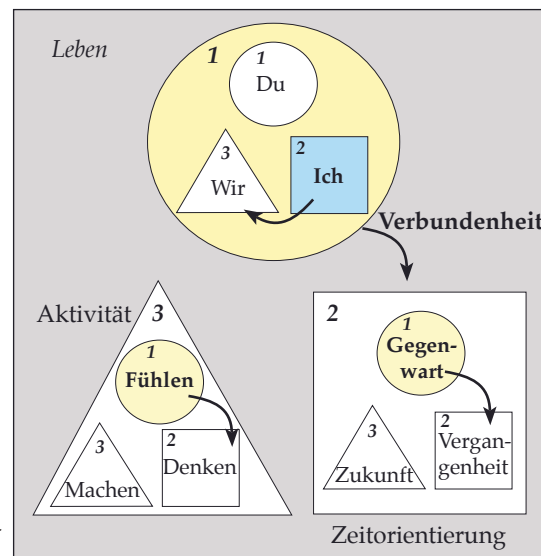 Leben
1
1
Du
3
Wir
2
Ich
Verbundenheit
Aktivität
3
1
Fühlen
3
Machen
2
Denken
2
1
Gegen-
wart
3
Zukunft
2
Vergan-
genheit
Zeitorientierung